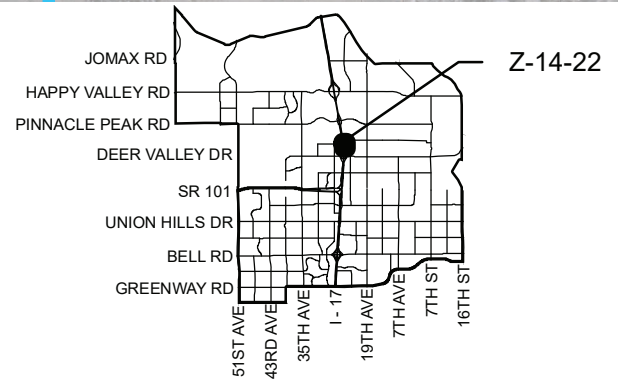 JOMAX RD
Z-14-22
HAPPY VALLEY RD
PINNACLE PEAK RD
DEER VALLEY DR
SR 101
UNION HILLS DR
BELL RD
GREENWAY RD
51ST AVE
43RD AVE
35TH AVE
I - 17
19TH AVE
7TH AVE
7TH ST
16TH ST